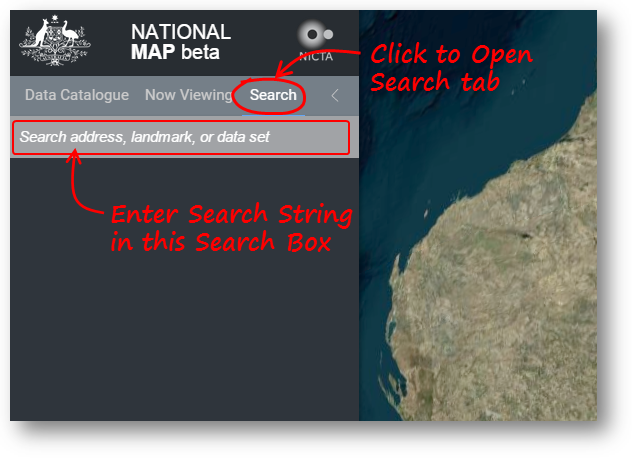 NATIONAL
MAP beta
NICTA
Click to Open
Search tab
Data Catalogue Now Viewing Search
Search address, landmark, or data set
Enter Search String
in this Search Box